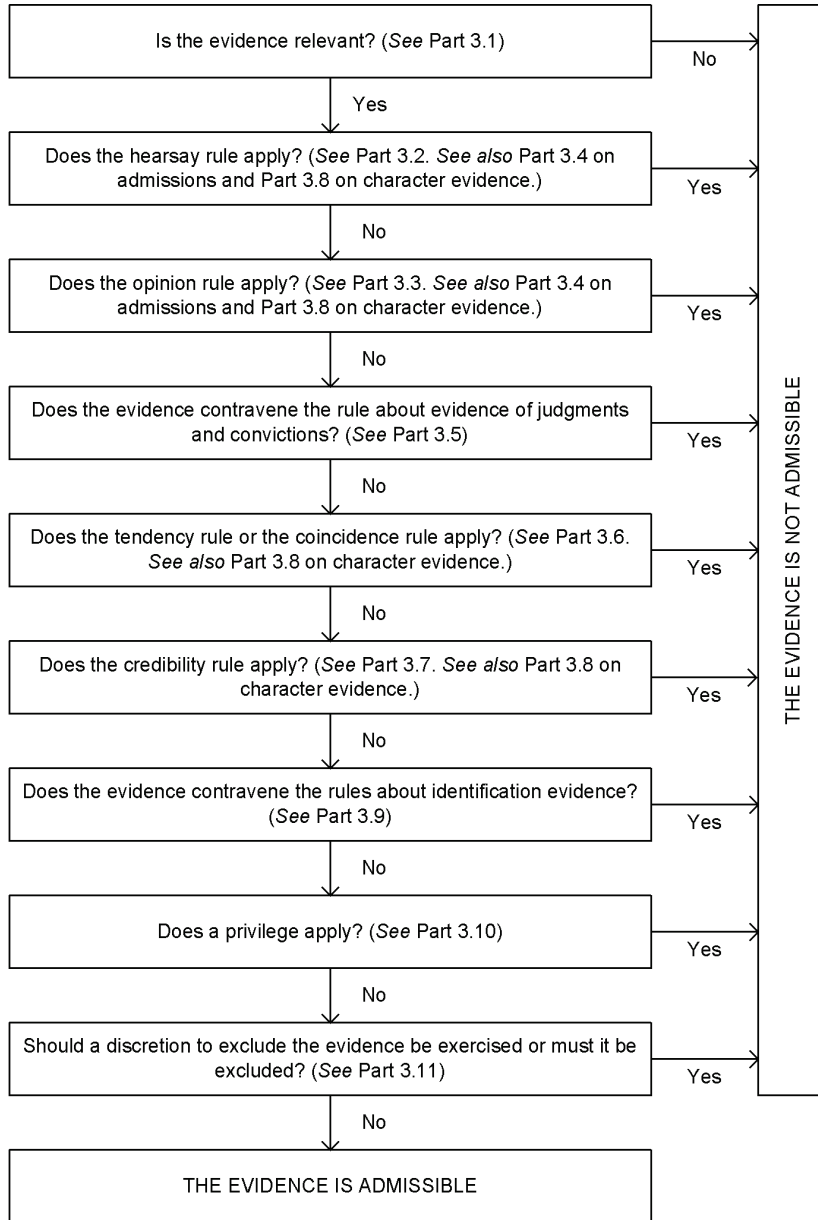 Is the evidence relevant? (See Part 3.1)
No
Yes
Does the hearsay rule apply? (See Part 3.2. See also Part 3.4 on
admissions and Part 3.8 on character evidence.)
Yes
No
Does the opinion rule apply? (See Part 3.3. See also Part 3.4 on
admissions and Part 3.8 on character evidence.)
Yes
No
Does the evidence contravene the rule about evidence of judgments
and convictions? (See Part 3.5)
Yes
No
Does the tendency rule or the coincidence rule apply? (See Part 3.6.
See also Part 3.8 on character evidence.)
Yes
No
Does the credibility rule apply? (See Part 3.7. See also Part 3.8 on
character evidence.)
Yes
No
Does the evidence contravene the rules about identification evidence?
(See Part 3.9)
Yes
No
Does a privilege apply? (See Part 3.10)
Yes
No
Should a discretion to exclude the evidence be exercised or must it be
excluded? (See Part 3.11)
Yes
No
THE EVIDENCE IS ADMISSIBLE
THE EVIDENCE IS NOT ADMISSIBLE